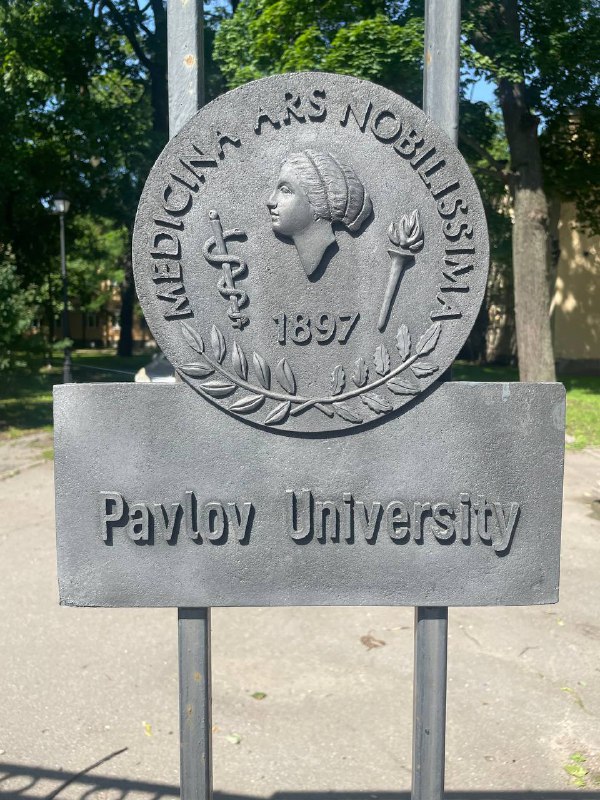 MEDICINA ARS NOBILISSIMA
1897
Pavlov University